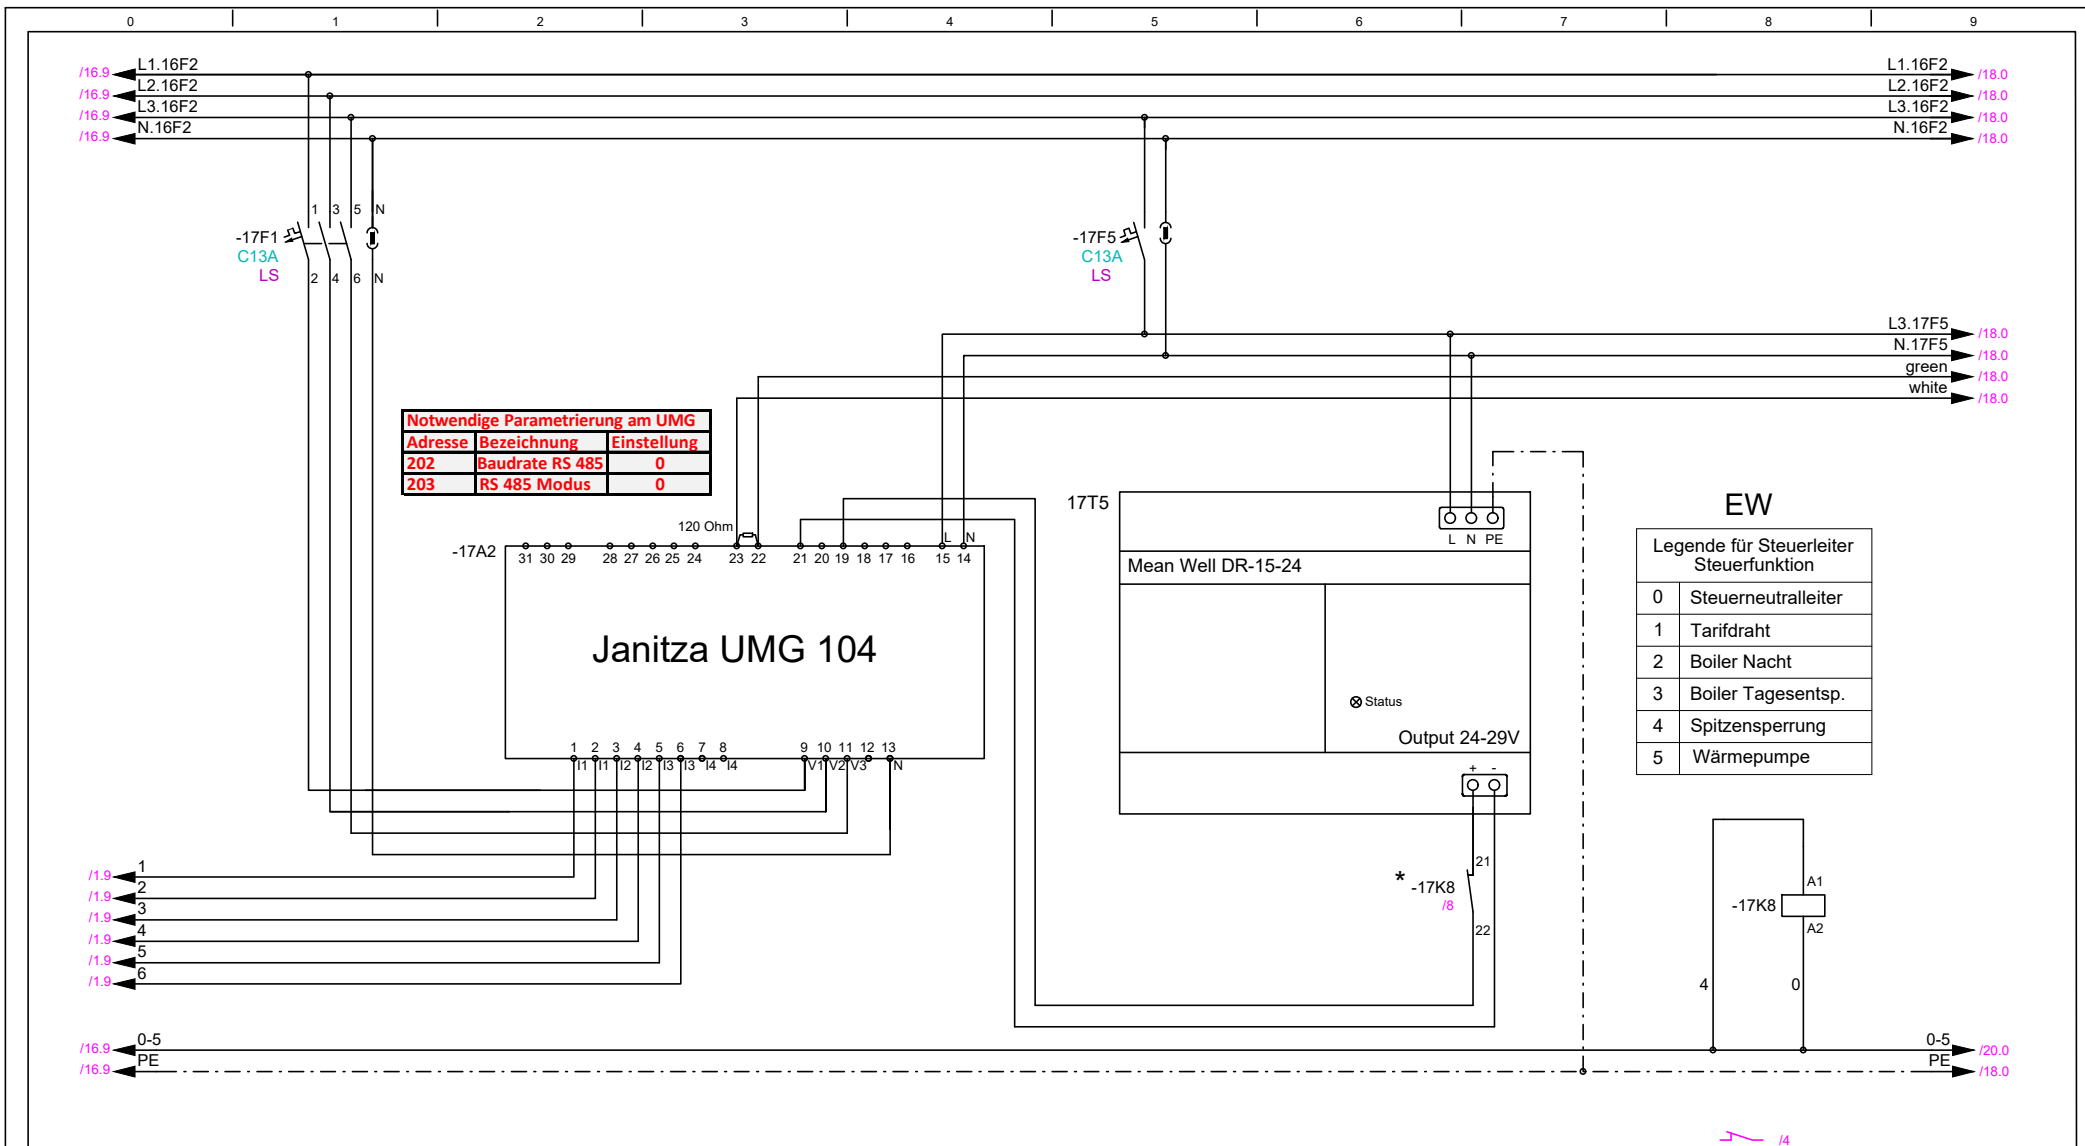 0 1 2 3 4 5 6 7 8 9
/16.9 L1.16F2 L1.16F2 /18.0
/16.9 L2.16F2 L2.16F2 /18.0
/16.9 L3.16F2 L3.16F2 /18.0
/16.9 N.16F2 N.16F2 /18.0
1 3 5 N
-17F1
C13A
LS
2 4 6 N
-17F5
C13A
LS
L3.17F5 /18.0
N.17F5 /18.0
green /18.0
white /18.0
Notwendige Parametrierung am UMG
Adresse Bezeichnung Einstellung
202 Baudrate RS 485 0
203 RS 485 Modus 0
120 Ohm
L N
-17A2
31 30 29 28 27 26 25 24 23 22 21 20 19 18 17 16 15 14
Janitza UMG 104
1 2 3 4 5 6 7 8 9 10 11 12 13
I1 I1 I2 I2 I3 I3 I4 I4 V1 V2 V3 N
17T5
L N PE
Mean Well DR-15-24
Status
Output 24-29V
+ -
21
* -17K8
/8
22
EW
Legende für Steuerleiter
Steuerfunktion
0 Steuerneutralleiter
1 Tarifdraht
2 Boiler Nacht
3 Boiler Tagesentsp.
4 Spitzensperrung
5 Wärmepumpe
A1
-17K8
A2
4 0
/1.9 1
/1.9 2
/1.9 3
/1.9 4
/1.9 5
/1.9 6
/16.9 0-5 0-5 /20.0
/16.9 PE PE /18.0
/4